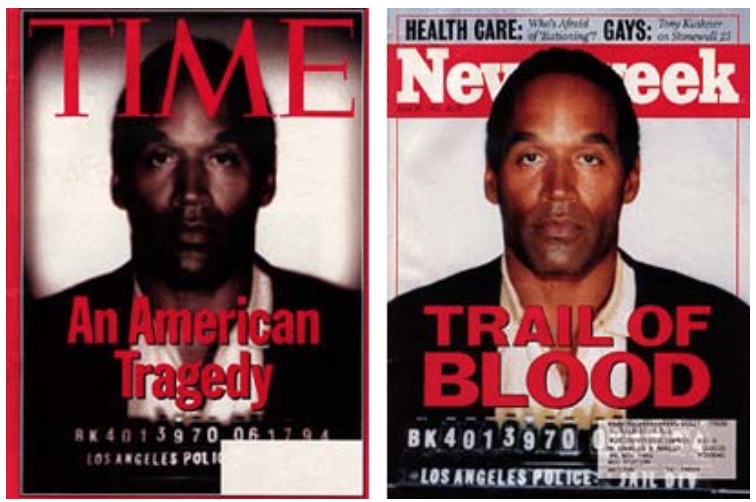 TIME
An American
Tragedy
BK4013970 061794
LOS ANGELES POLIC
HEALTH CARE: Who's Afraid of 'Rationing'? GAYS: Tony Kushner on Stonewall 25
Newsweek
TRAIL OF
BLOOD
BK4013970 0
LOS ANGELES POLICE: JAIL DIV